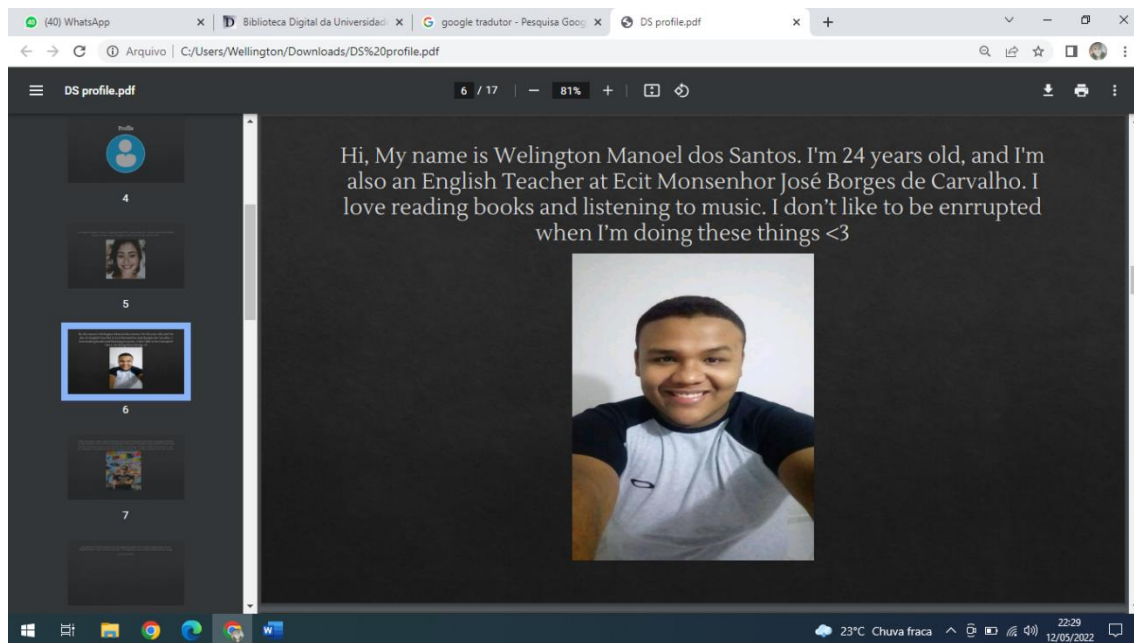 (40) WhatsApp
Biblioteca Digital da Universidad
google tradutor - Pesquisa Goog
DS profile.pdf
Arquivo | C:/Users/Wellington/Downloads/DS%20profile.pdf
DS profile.pdf
6 / 17
81%
Profile
4
5
6
7
Hi, My name is Welington Manoel dos Santos. I'm 24 years old, and I'm
also an English Teacher at Ecit Monsenhor José Borges de Carvalho. I
love reading books and listening to music. I don’t like to be enrrupted
when I’m doing these things <3
23°C Chuva fraca
22:29
12/05/2022